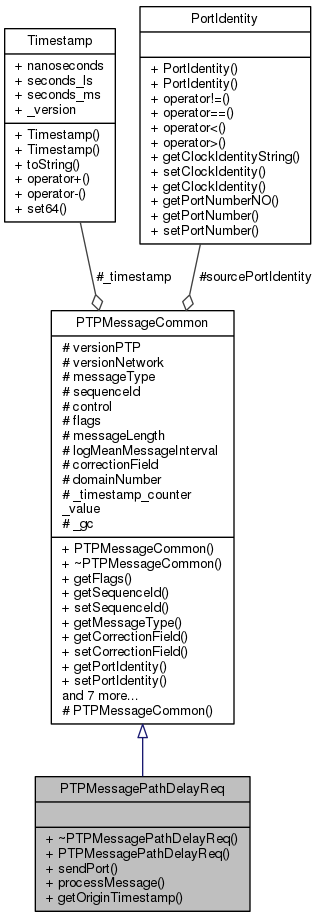 Timestamp
+ nanoseconds
+ seconds_ls
+ seconds_ms
+ _version
+ Timestamp()
+ Timestamp()
+ toString()
+ operator+()
+ operator-()
+ set64()
PortIdentity
+ PortIdentity()
+ PortIdentity()
+ operator!=()
+ operator==()
+ operator<()
+ operator>()
+ getClockIdentityString()
+ setClockIdentity()
+ getClockIdentity()
+ getPortNumberNO()
+ getPortNumber()
+ setPortNumber()
#_timestamp
#sourcePortIdentity
PTPMessageCommon
# versionPTP
# versionNetwork
# messageType
# sequenceId
# control
# flags
# messageLength
# logMeanMessageInterval
# correctionField
# domainNumber
# _timestamp_counter
_value
# _gc
+ PTPMessageCommon()
+ ~PTPMessageCommon()
+ getFlags()
+ getSequenceId()
+ setSequenceId()
+ getMessageType()
+ getCorrectionField()
+ setCorrectionField()
+ getPortIdentity()
+ setPortIdentity()
and 7 more...
# PTPMessageCommon()
PTPMessagePathDelayReq
+ ~PTPMessagePathDelayReq()
+ PTPMessagePathDelayReq()
+ sendPort()
+ processMessage()
+ getOriginTimestamp()